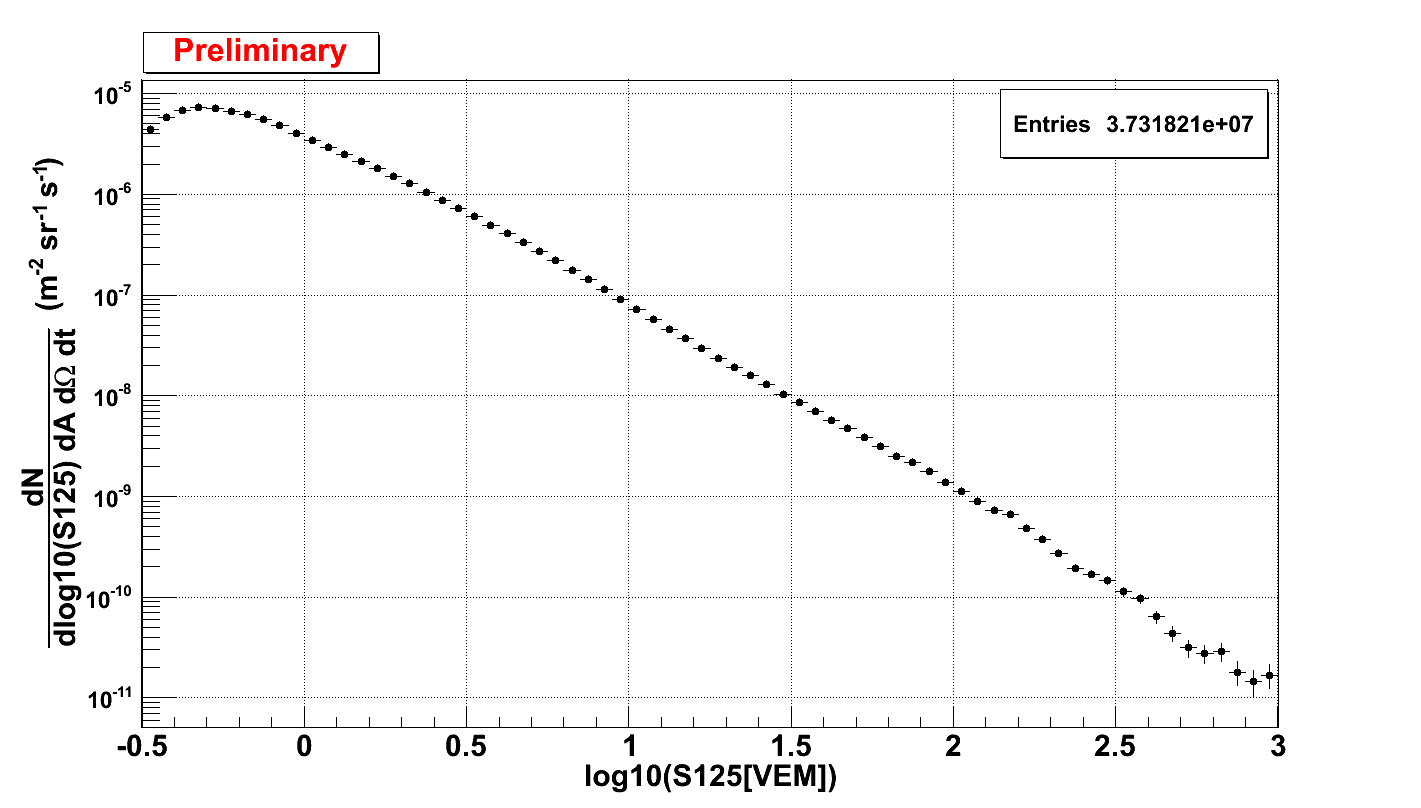 Preliminary
Entries 3.731821e+07
dN
dlog10(S125) dA dΩ dt
(m⁻² sr⁻¹ s⁻¹)
10⁻⁵
10⁻⁶
10⁻⁷
10⁻⁸
10⁻⁹
10⁻¹⁰
10⁻¹¹
-0.5 0 0.5 1 1.5 2 2.5 3
log10(S125[VEM])